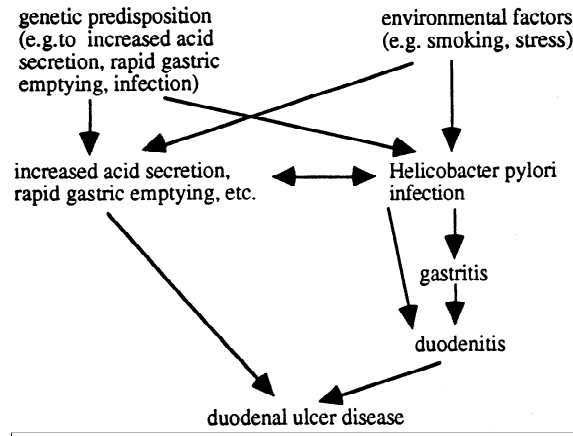 genetic predisposition
(e.g.to increased acid
secretion, rapid gastric
emptying, infection)
environmental factors
(e.g. smoking, stress)
increased acid secretion,
rapid gastric emptying, etc.
Helicobacter pylori
infection
gastritis
duodenitis
duodenal ulcer disease